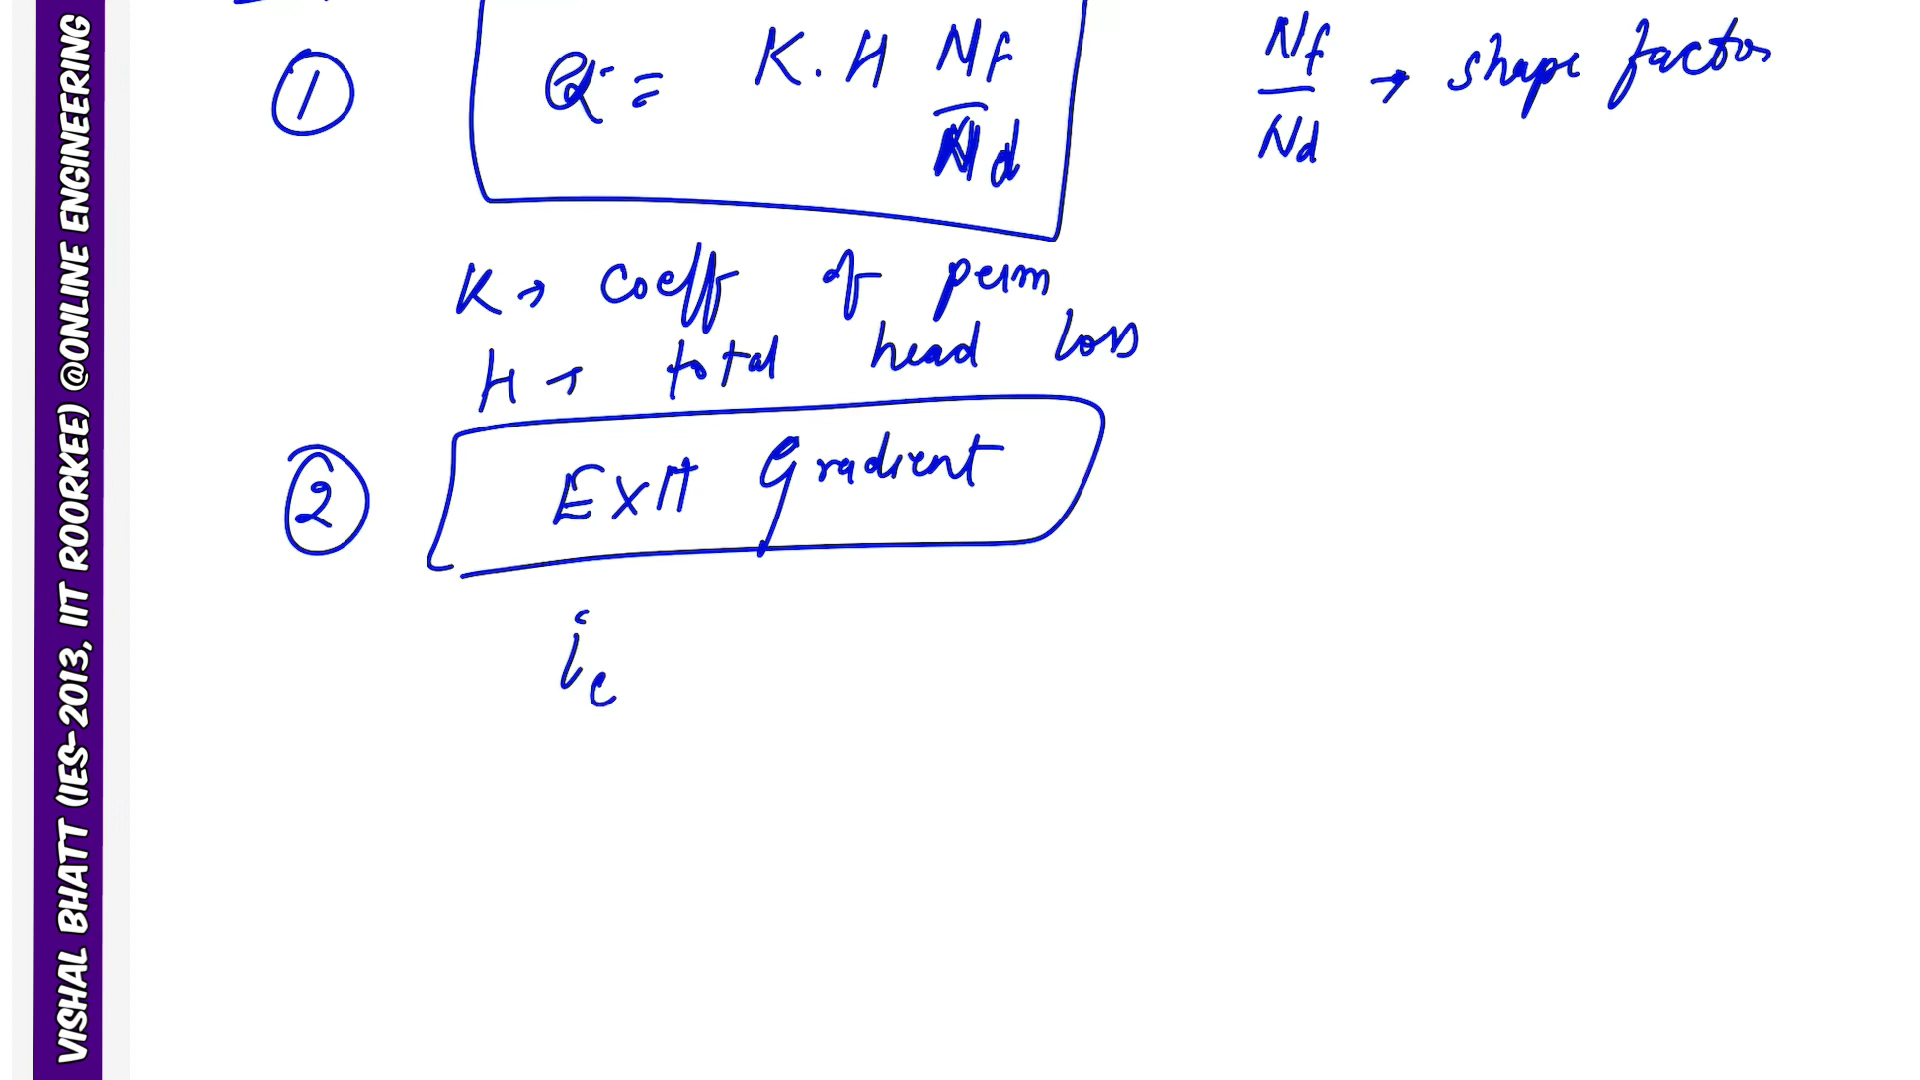 VISHAL BHATT (IES-2013, IIT ROORKEE) @ONLINE ENGINEERING
① Q = K. H Nf/Nd
Nf/Nd → shape factor
K → coeff of perm
H → total head loss
② EXIT Gradient
ie